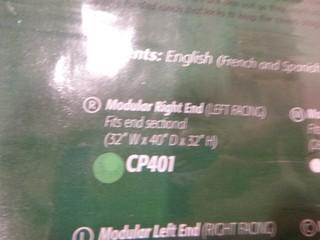 ents: English (French and Spanish
R Modular Right End (LEFT FACING)
Fits end sectional
(32" W x 40" D x 32" H)
CP401
L Modular Left End (RIGHT FACING)